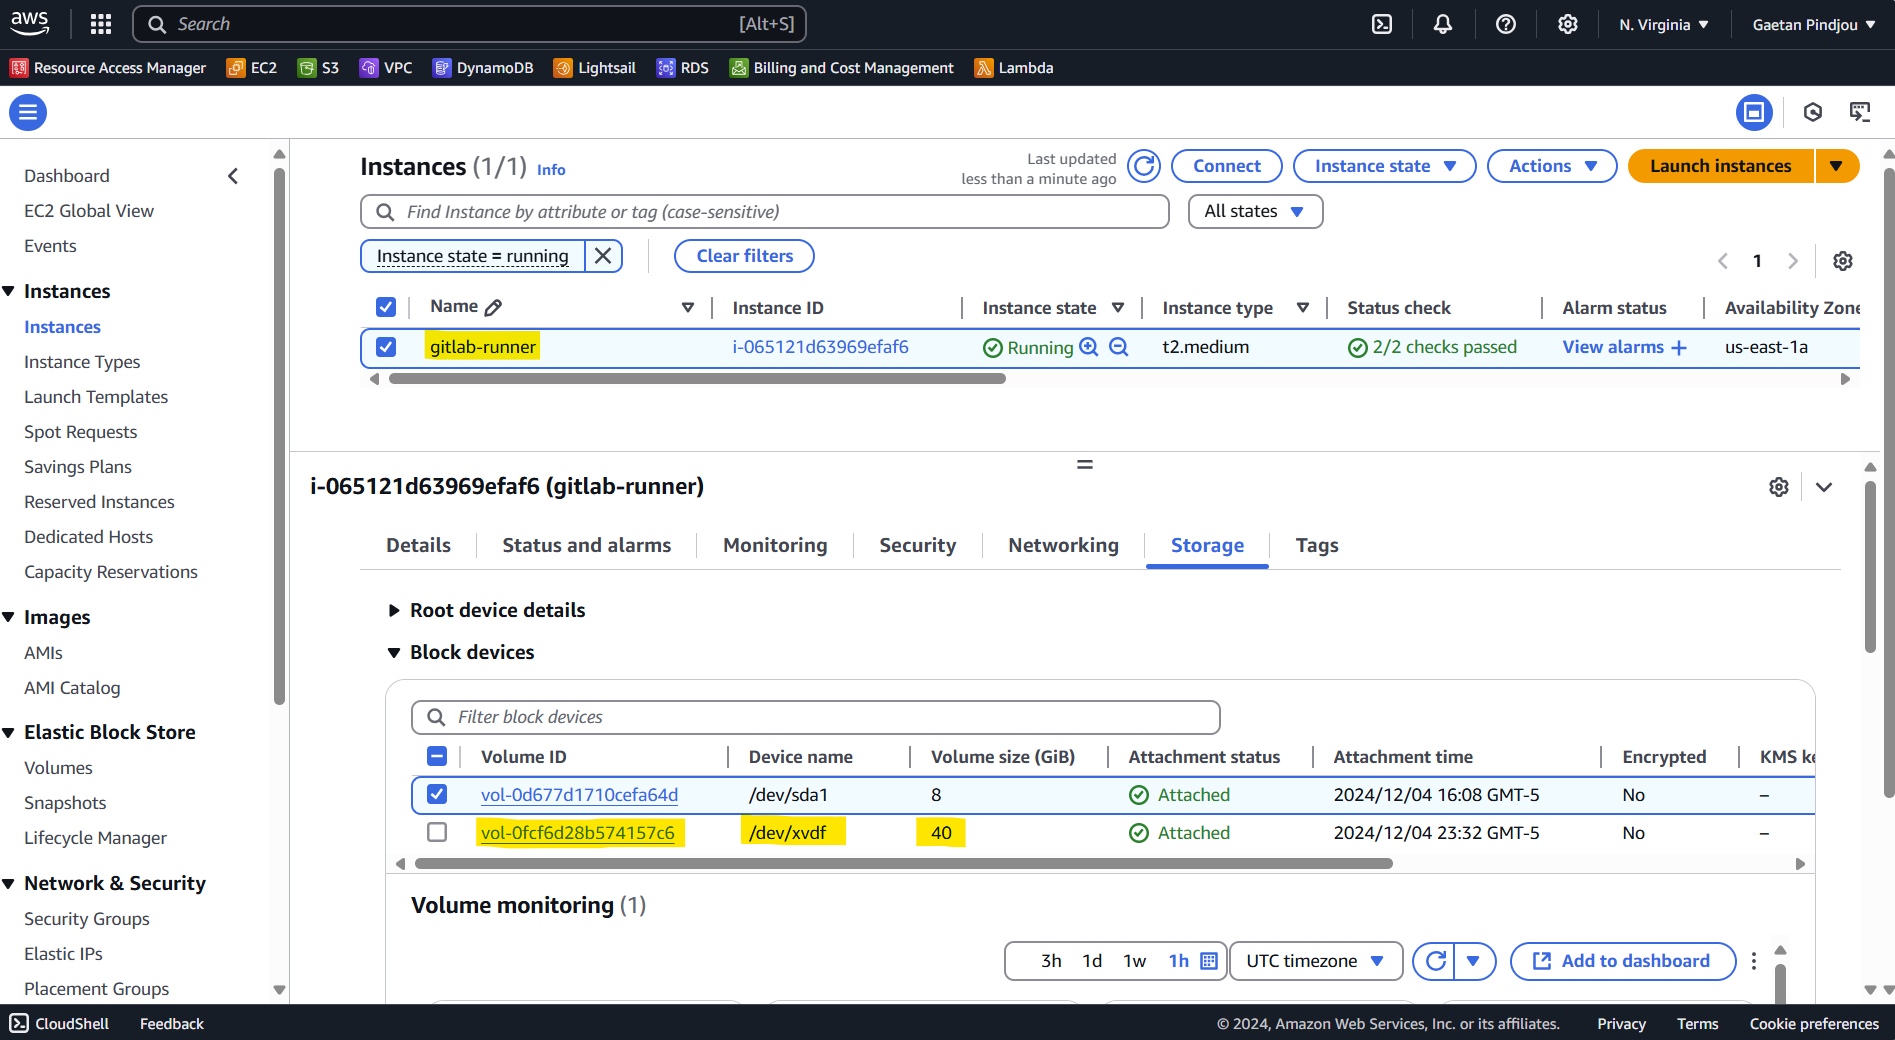 aws
Search [Alt+S]
N. Virginia
Gaetan Pindjou
Resource Access Manager EC2 S3 VPC DynamoDB Lightsail RDS Billing and Cost Management Lambda
Dashboard
EC2 Global View
Events
Instances
Instances
Instance Types
Launch Templates
Spot Requests
Savings Plans
Reserved Instances
Dedicated Hosts
Capacity Reservations
Images
AMIs
AMI Catalog
Elastic Block Store
Volumes
Snapshots
Lifecycle Manager
Network & Security
Security Groups
Elastic IPs
Placement Groups
Instances (1/1) Info
Last updated
less than a minute ago
Connect Instance state Actions Launch instances
Find Instance by attribute or tag (case-sensitive)
All states
Instance state = running
Clear filters
1
Name Instance ID Instance state Instance type Status check Alarm status Availability Zone
gitlab-runner i-065121d63969efaf6 Running t2.medium 2/2 checks passed View alarms + us-east-1a
i-065121d63969efaf6 (gitlab-runner)
Details Status and alarms Monitoring Security Networking Storage Tags
Root device details
Block devices
Filter block devices
Volume ID Device name Volume size (GiB) Attachment status Attachment time Encrypted KMS ke
vol-0d677d1710cefa64d /dev/sda1 8 Attached 2024/12/04 16:08 GMT-5 No –
vol-0fcf6d28b574157c6 /dev/xvdf 40 Attached 2024/12/04 23:32 GMT-5 No –
Volume monitoring (1)
3h 1d 1w 1h UTC timezone Add to dashboard
CloudShell Feedback © 2024, Amazon Web Services, Inc. or its affiliates. Privacy Terms Cookie preferences